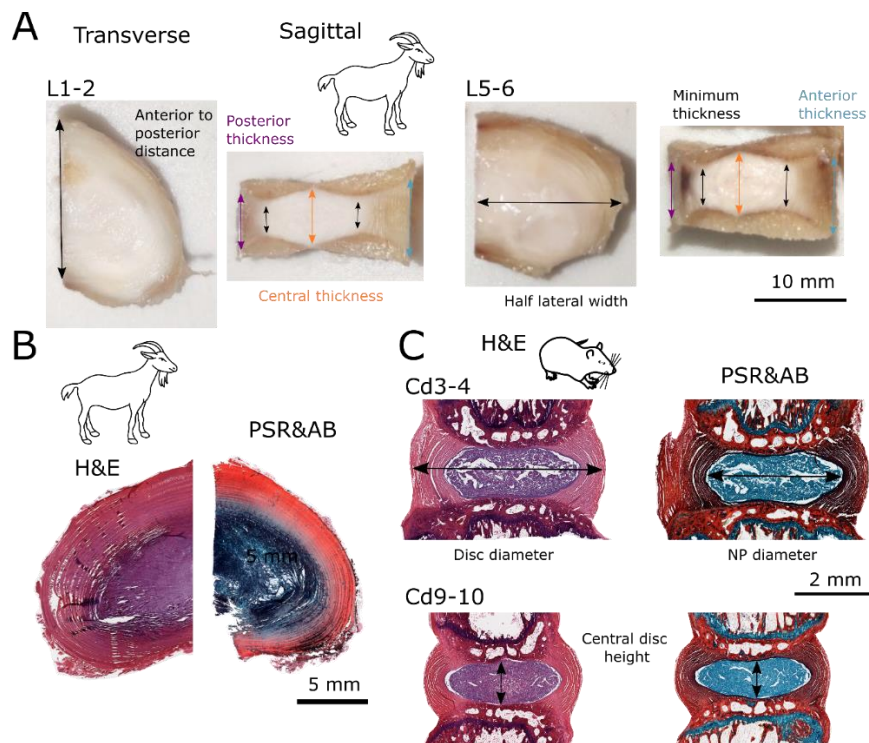 A
Transverse
Sagittal
L1-2
Anterior to
posterior
distance
Posterior
thickness
Central thickness
L5-6
Half lateral width
Minimum
thickness
Anterior
thickness
10 mm
B
H&E
PSR&AB
5 mm
5 mm
C
H&E
PSR&AB
Cd3-4
Disc diameter
NP diameter
2 mm
Cd9-10
Central disc
height